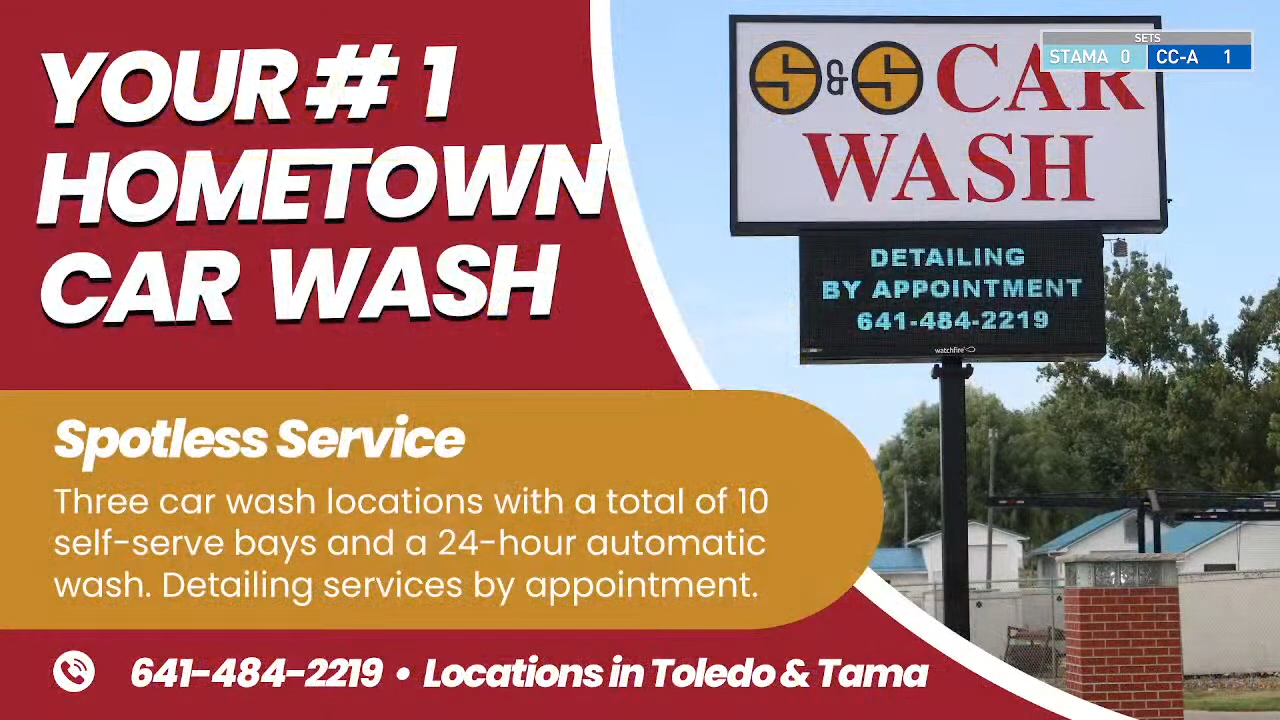 YOUR # 1
HOMETOWN
CAR WASH
Spotless Service
Three car wash locations with a total of 10
self-serve bays and a 24-hour automatic
wash. Detailing services by appointment.
641-484-2219 • Locations in Toledo & Tama
S & S CAR
WASH
DETAILING
BY APPOINTMENT
641-484-2219
watchfire
SETS
STAMA 0 CC-A 1